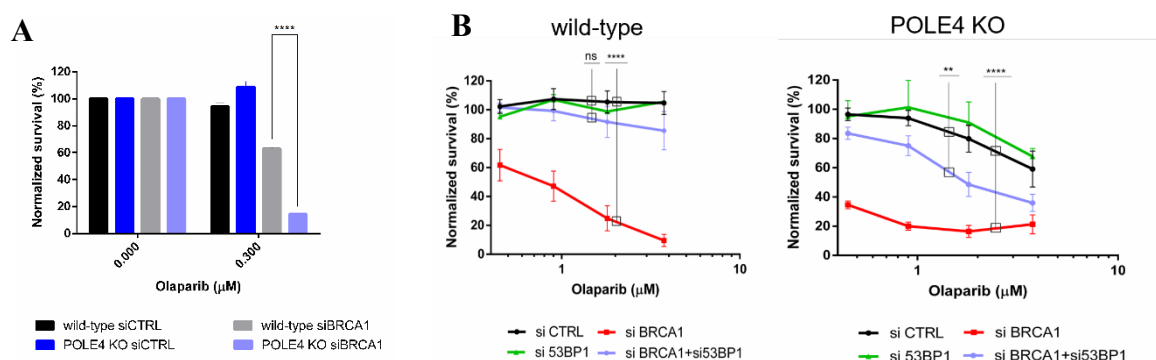 A
****
Normalized survival (%)
120
100
80
60
40
20
0
0.000
0.300
Olaparib (μM)
wild-type siCTRL
wild-type siBRCA1
POLE4 KO siCTRL
POLE4 KO siBRCA1
B
wild-type
ns ****
Normalized survival (%)
120
100
80
60
40
20
0
1 10
Olaparib (μM)
si CTRL
si BRCA1
si 53BP1
si BRCA1+si53BP1
POLE4 KO
** ****
Normalized survival (%)
120
100
80
60
40
20
0
1 10
Olaparib (μM)
si CTRL
si BRCA1
si 53BP1
si BRCA1+si53BP1